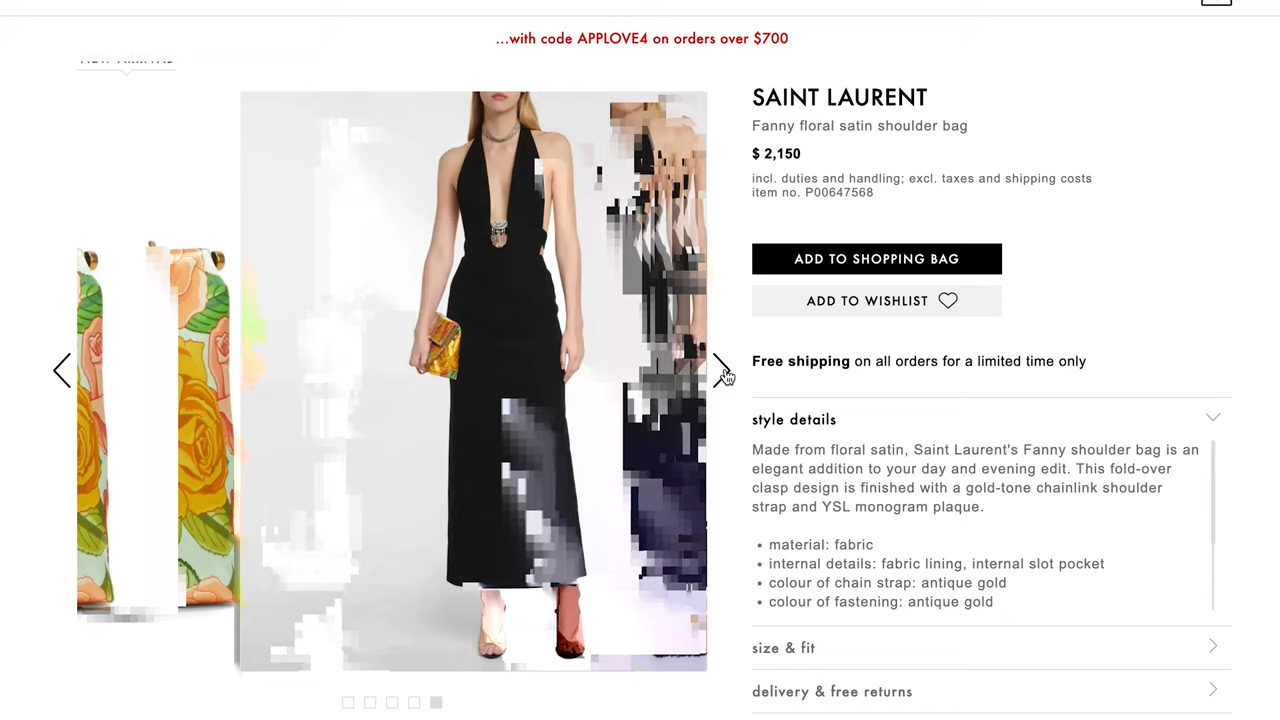 ...with code APPLOVE4 on orders over $700
NEW ARRIVAL
SAINT LAURENT
Fanny floral satin shoulder bag
$ 2,150
incl. duties and handling; excl. taxes and shipping costs
item no. P00647568
ADD TO SHOPPING BAG
ADD TO WISHLIST
Free shipping on all orders for a limited time only
style details
Made from floral satin, Saint Laurent's Fanny shoulder bag is an
elegant addition to your day and evening edit. This fold-over
clasp design is finished with a gold-tone chainlink shoulder
strap and YSL monogram plaque.
• material: fabric
• internal details: fabric lining, internal slot pocket
• colour of chain strap: antique gold
• colour of fastening: antique gold
size & fit
delivery & free returns